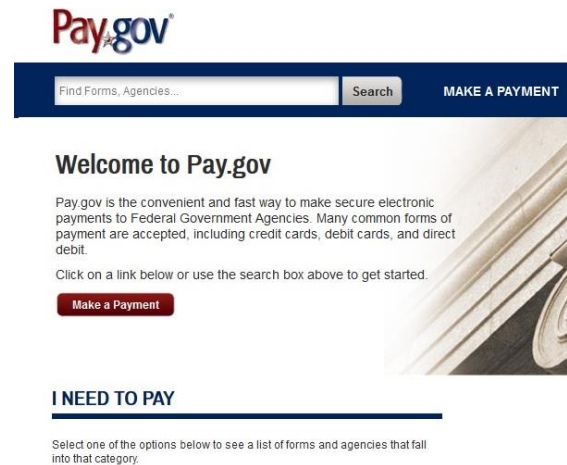 Pay.gov®
Find Forms, Agencies...
Search
MAKE A PAYMENT
Welcome to Pay.gov
Pay.gov is the convenient and fast way to make secure electronic
payments to Federal Government Agencies. Many common forms of
payment are accepted, including credit cards, debit cards, and direct
debit.
Click on a link below or use the search box above to get started.
Make a Payment
I NEED TO PAY
Select one of the options below to see a list of forms and agencies that fall
into that category.